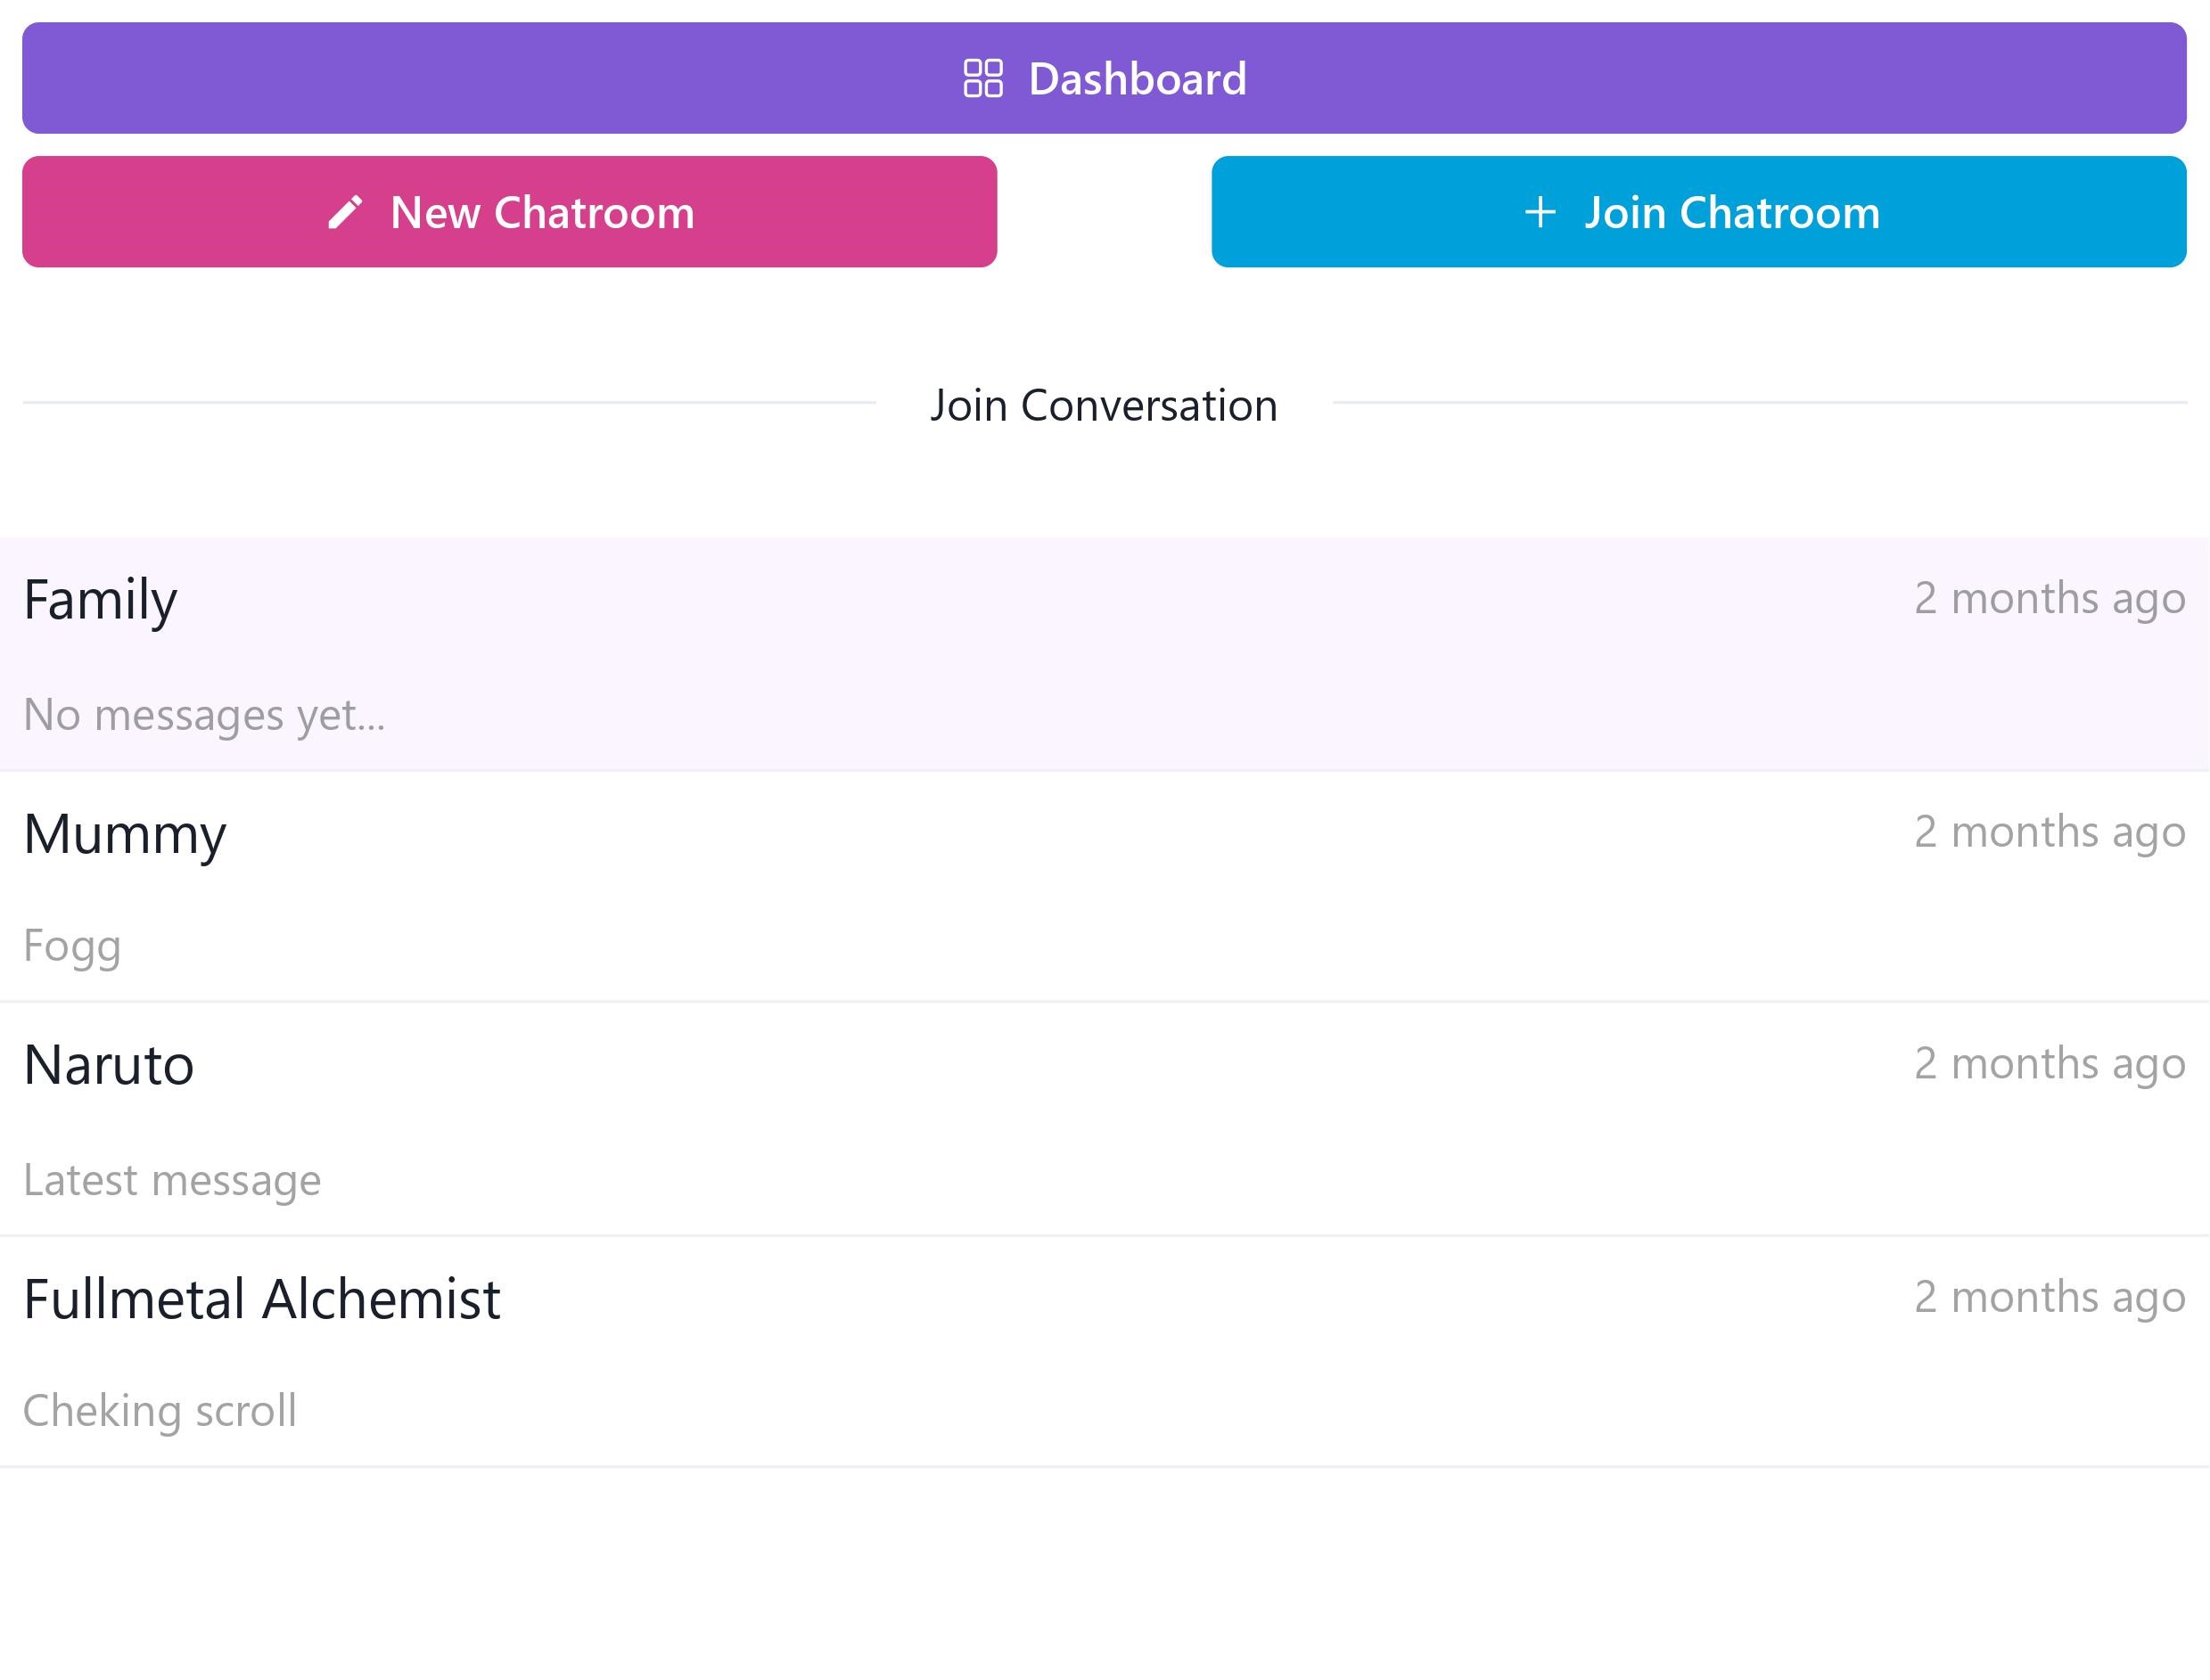 Dashboard
New Chatroom
Join Chatroom
Join Conversation
Family
2 months ago
No messages yet...
Mummy
2 months ago
Fogg
Naruto
2 months ago
Latest message
Fullmetal Alchemist
2 months ago
Cheking scroll